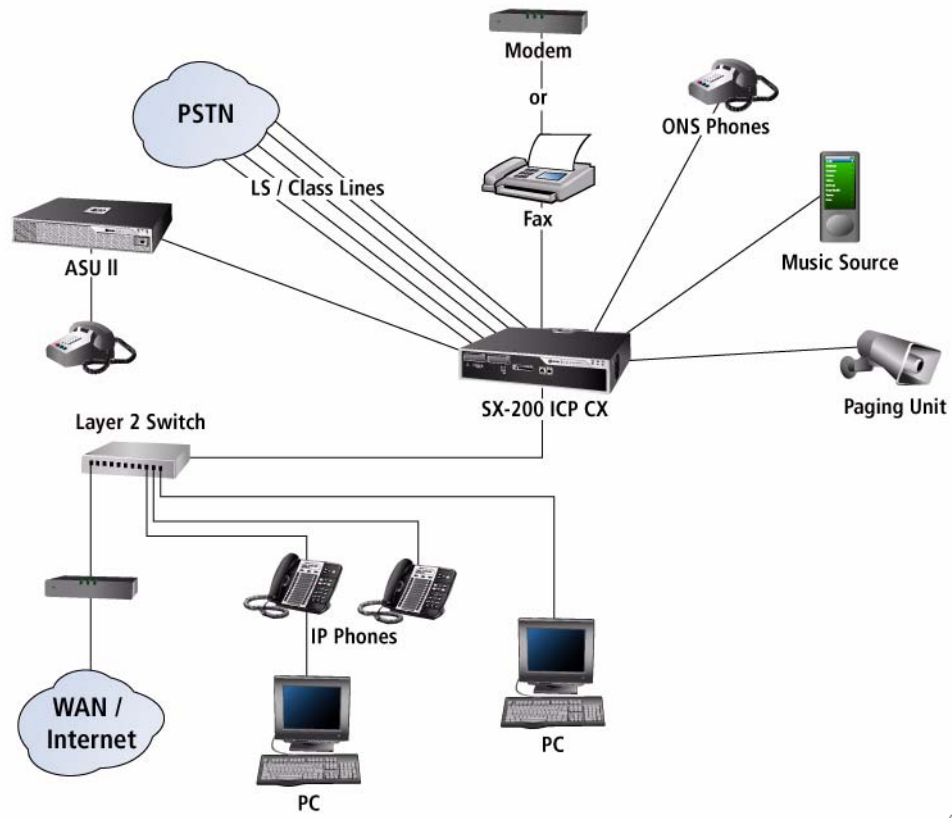 Modem
or
PSTN
ONS Phones
LS / Class Lines
Fax
ASU II
Music Source
SX-200 ICP CX
Paging Unit
Layer 2 Switch
IP Phones
WAN /
Internet
PC
PC